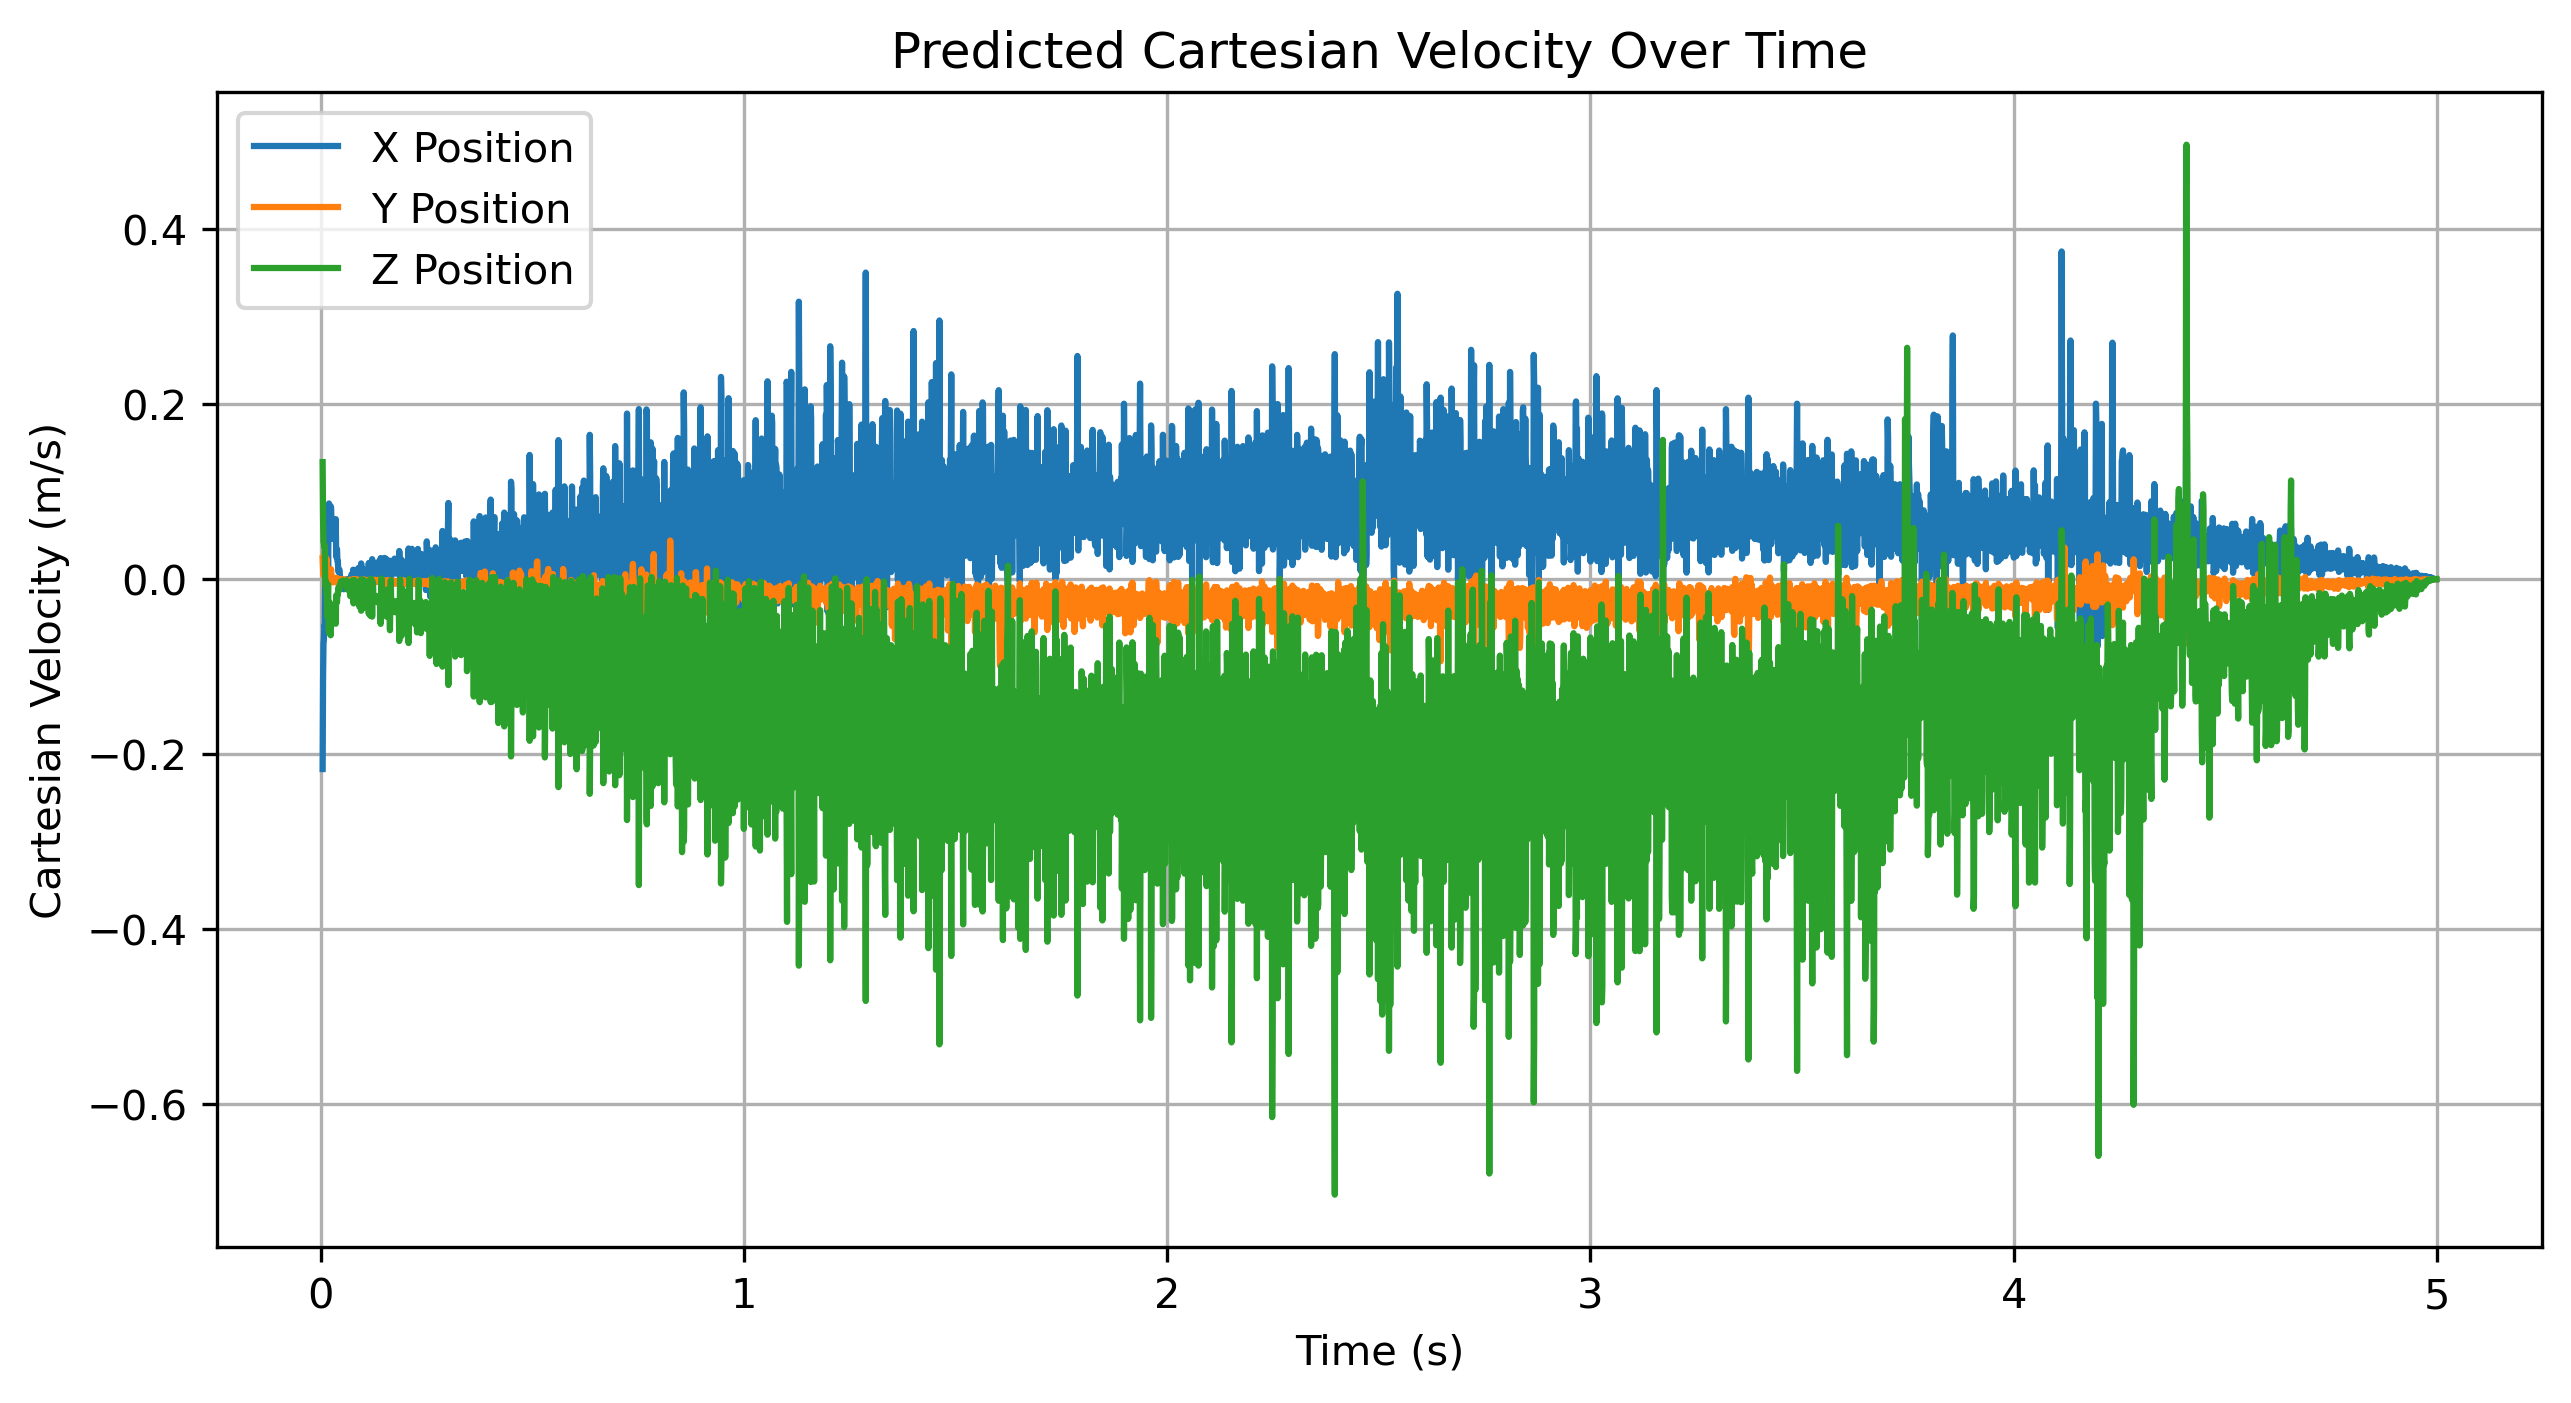 Predicted Cartesian Velocity Over Time
X Position
Y Position
Z Position
Cartesian Velocity (m/s)
0.4
0.2
0.0
−0.2
−0.4
−0.6
0 1 2 3 4 5
Time (s)